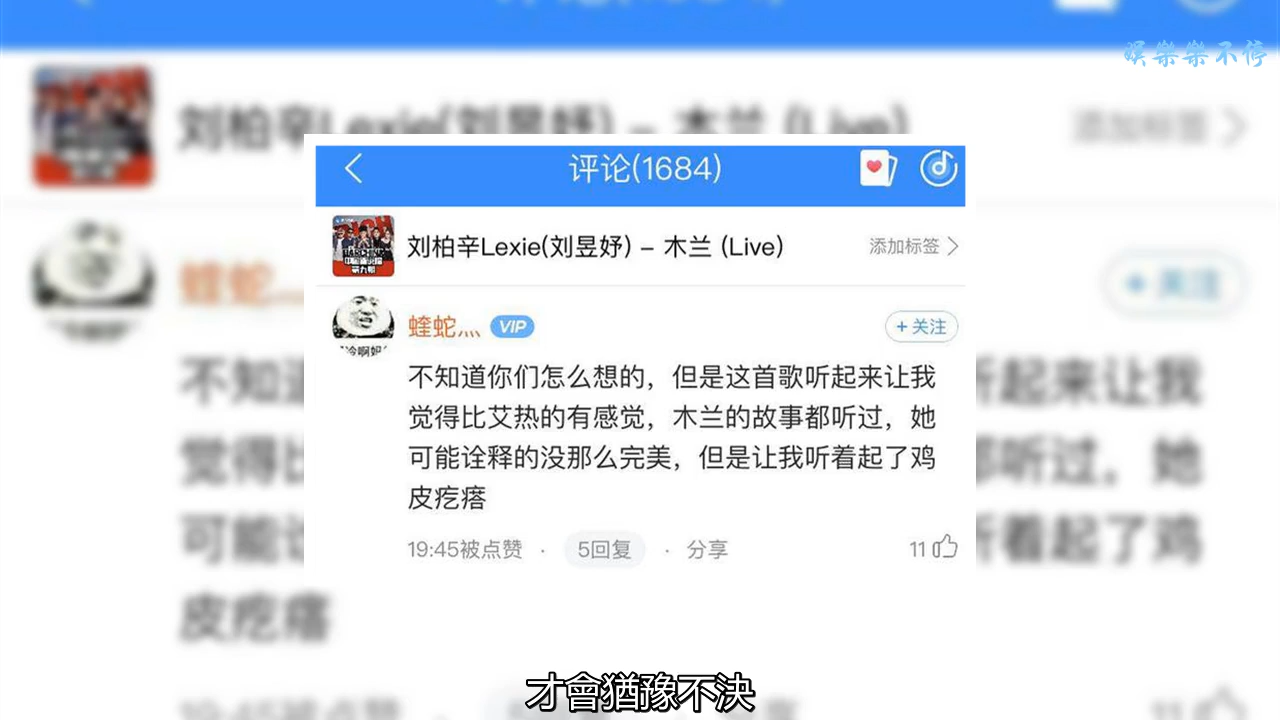 娱樂樂不停
评论(1684)
刘柏辛Lexie(刘昱妤) – 木兰 (Live)
添加标签
蝰蛇灬 VIP
+ 关注
不知道你们怎么想的，但是这首歌听起来让我
觉得比艾热的有感觉，木兰的故事都听过，她
可能诠释的没那么完美，但是让我听着起了鸡
皮疙瘩
19:45被点赞 · 5回复 · 分享
11
才會猶豫不決